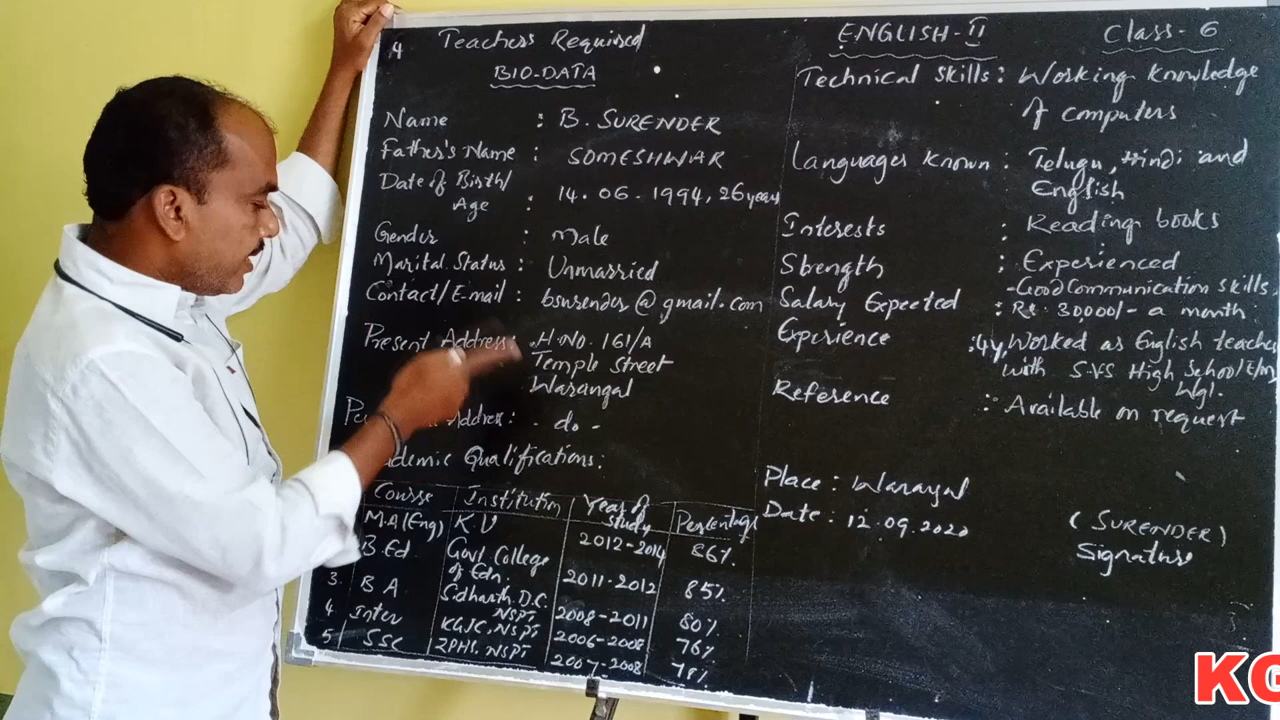 4 Teachers Required
BIO-DATA
Name : B. SURENDER
Father's Name : SOMESHWAR
Date of Birth/
Age : 14.06.1994, 26 years
Gender : Male
Marital Status : Unmarried
Contact/E-mail : bsurender@gmail.com
Present Address: H.No. 161/A
Temple Street
Warangal
Address: -do-
Qualifications:
Course Institution Year of study Percentage
M.A(Eng) KU 2012-2014 86%
B.Ed Govt College of Edn. 2011-2012 85%
3. B A Sidharth D.C. NSPT 2008-2011 80%
4. Inter KGJC, NSPT 2006-2008 76%
5 SSC ZPHS. NSPT 2007-2008 78%
ENGLISH-II Class-6
Technical Skills : Working knowledge
of computers
Languages known : Telugu, Hindi and
English
Interests : Reading books
Strength : Experienced
-Good Communication skills
Salary Expected : Rs. 30000/- a month
Experience : 4y, Worked as English teacher
with S.V.S High School E/m,
Wgl.
Reference : Available on request
Place : Warangal
Date : 12.09.2020
(SURENDER)
Signature
KG